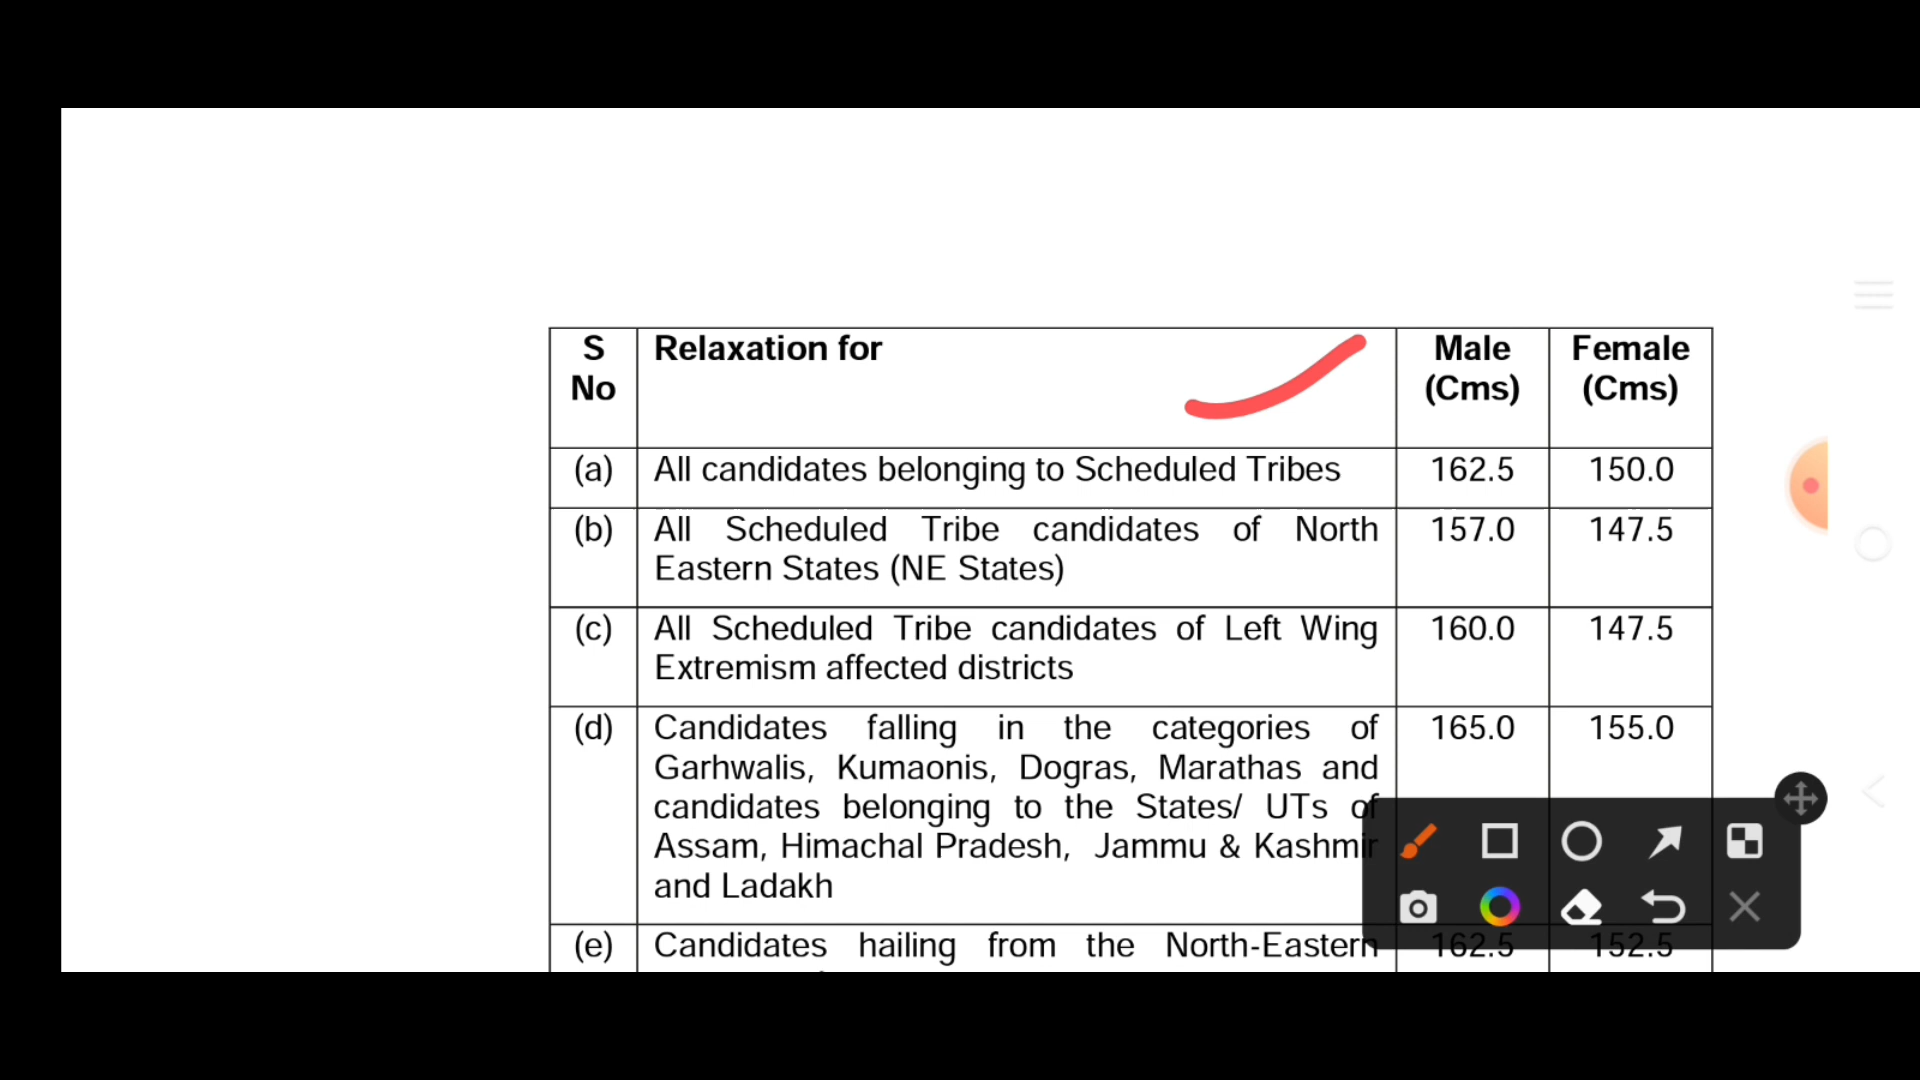 S No
Relaxation for
Male (Cms)
Female (Cms)
(a) All candidates belonging to Scheduled Tribes 162.5 150.0
(b) All Scheduled Tribe candidates of North 157.0 147.5
Eastern States (NE States)
(c) All Scheduled Tribe candidates of Left Wing 160.0 147.5
Extremism affected districts
(d) Candidates falling in the categories of 165.0 155.0
Garhwalis, Kumaonis, Dogras, Marathas and
candidates belonging to the States/ UTs of
Assam, Himachal Pradesh, Jammu & Kashmir
and Ladakh
(e) Candidates hailing from the North-Eastern 162.5 152.5